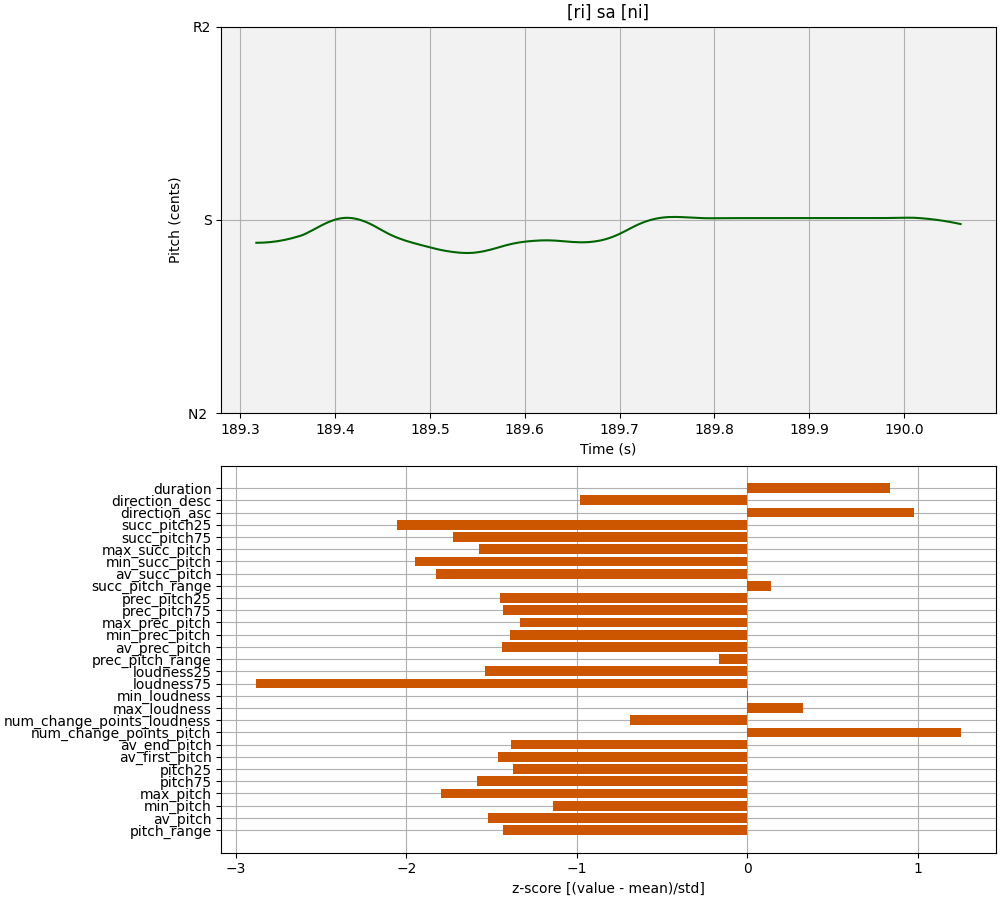 [ri] sa [ni]
R2
S
N2
Pitch (cents)
189.3 189.4 189.5 189.6 189.7 189.8 189.9 190.0
Time (s)
duration
direction_desc
direction_asc
succ_pitch25
succ_pitch75
max_succ_pitch
min_succ_pitch
av_succ_pitch
succ_pitch_range
prec_pitch25
prec_pitch75
max_prec_pitch
min_prec_pitch
av_prec_pitch
prec_pitch_range
loudness25
loudness75
min_loudness
max_loudness
num_change_points_loudness
num_change_points_pitch
av_end_pitch
av_first_pitch
pitch25
pitch75
max_pitch
min_pitch
av_pitch
pitch_range
−3 −2 −1 0 1
z-score [(value - mean)/std]